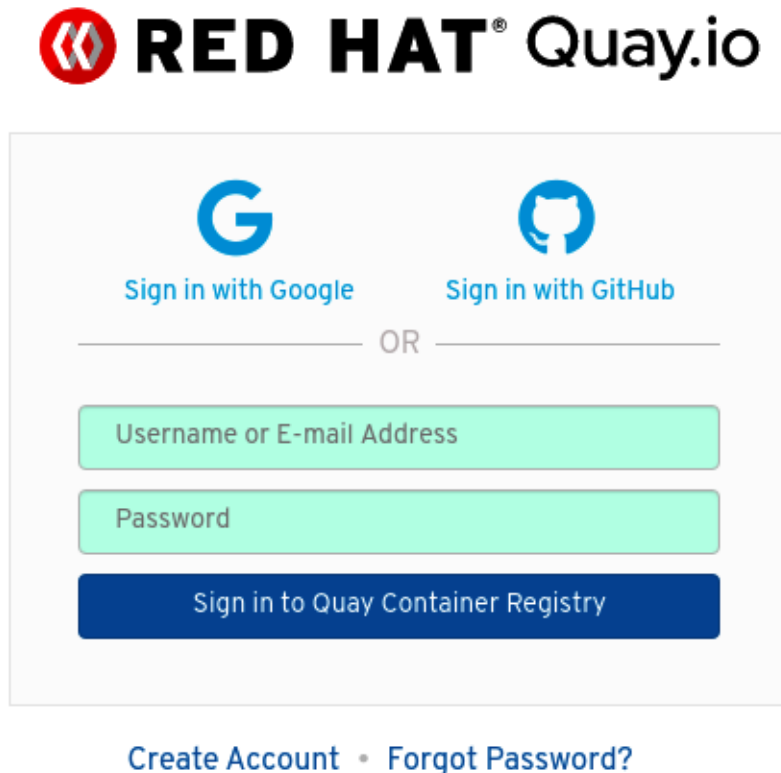 RED HAT® Quay.io
Sign in with Google Sign in with GitHub
OR
Username or E-mail Address
Password
Sign in to Quay Container Registry
Create Account • Forgot Password?